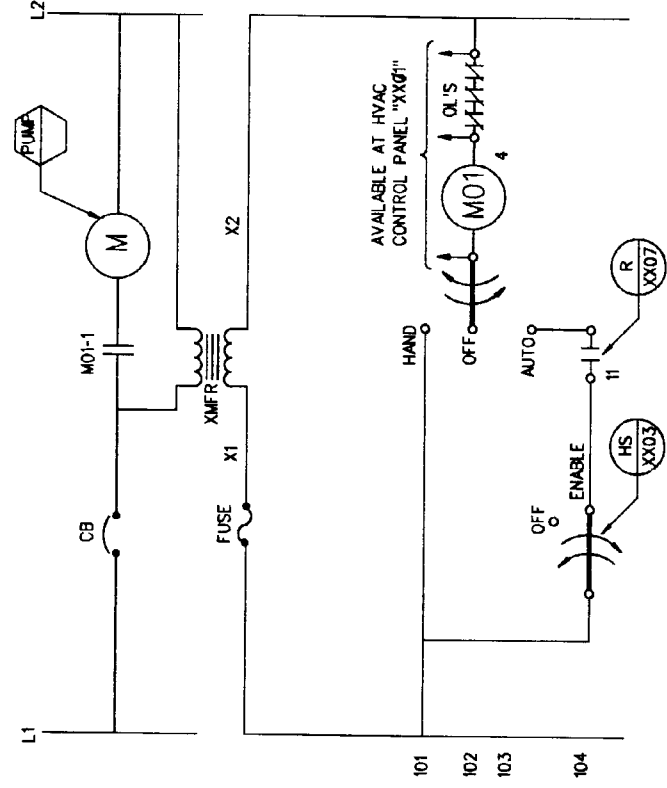 L1
L2
PUMP
CB
M01-1
M
XMFR
X1
X2
FUSE
AVAILABLE AT HVAC
CONTROL PANEL "XX01"
HAND
OFF
AUTO
M01
4
OL'S
101
102
103
104
OFF
ENABLE
HS
XX03
11
R
XX07